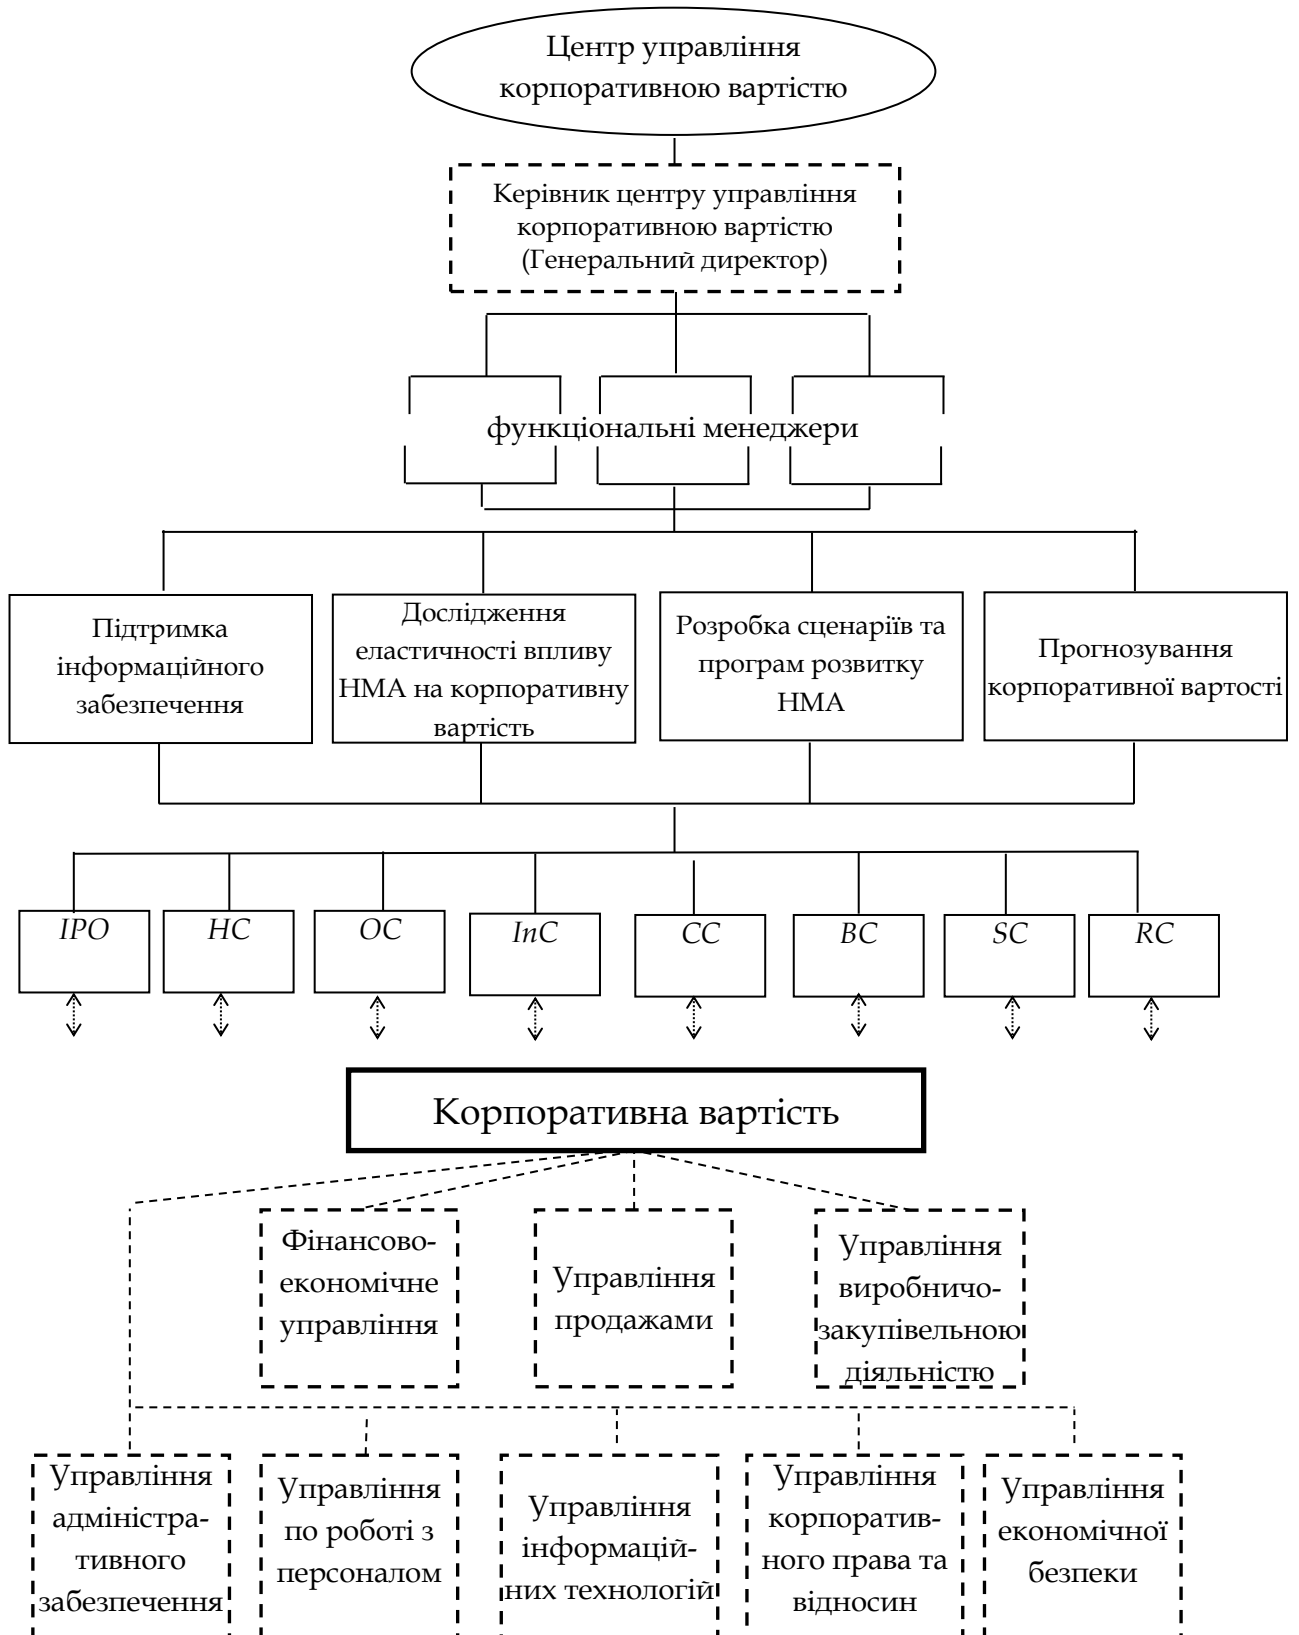 Центр управління
корпоративною вартістю
Керівник центру управління
корпоративною вартістю
(Генеральний директор)
функціональні менеджери
Підтримка
інформаційного
забезпечення
Дослідження
еластичності впливу
НМА на корпоративну
вартість
Розробка сценаріїв та
програм розвитку
НМА
Прогнозування
корпоративної вартості
IPO
HC
OC
InC
CC
BC
SC
RC
Корпоративна вартість
Фінансово-
економічне
управління
Управління
продажами
Управління
виробничо-
закупівельною
діяльністю
Управління
адміністра-
тивного
забезпечення
Управління
по роботі з
персоналом
Управління
інформацій-
них технологій
Управління
корпоратив-
ного права та
відносин
Управління
економічної
безпеки